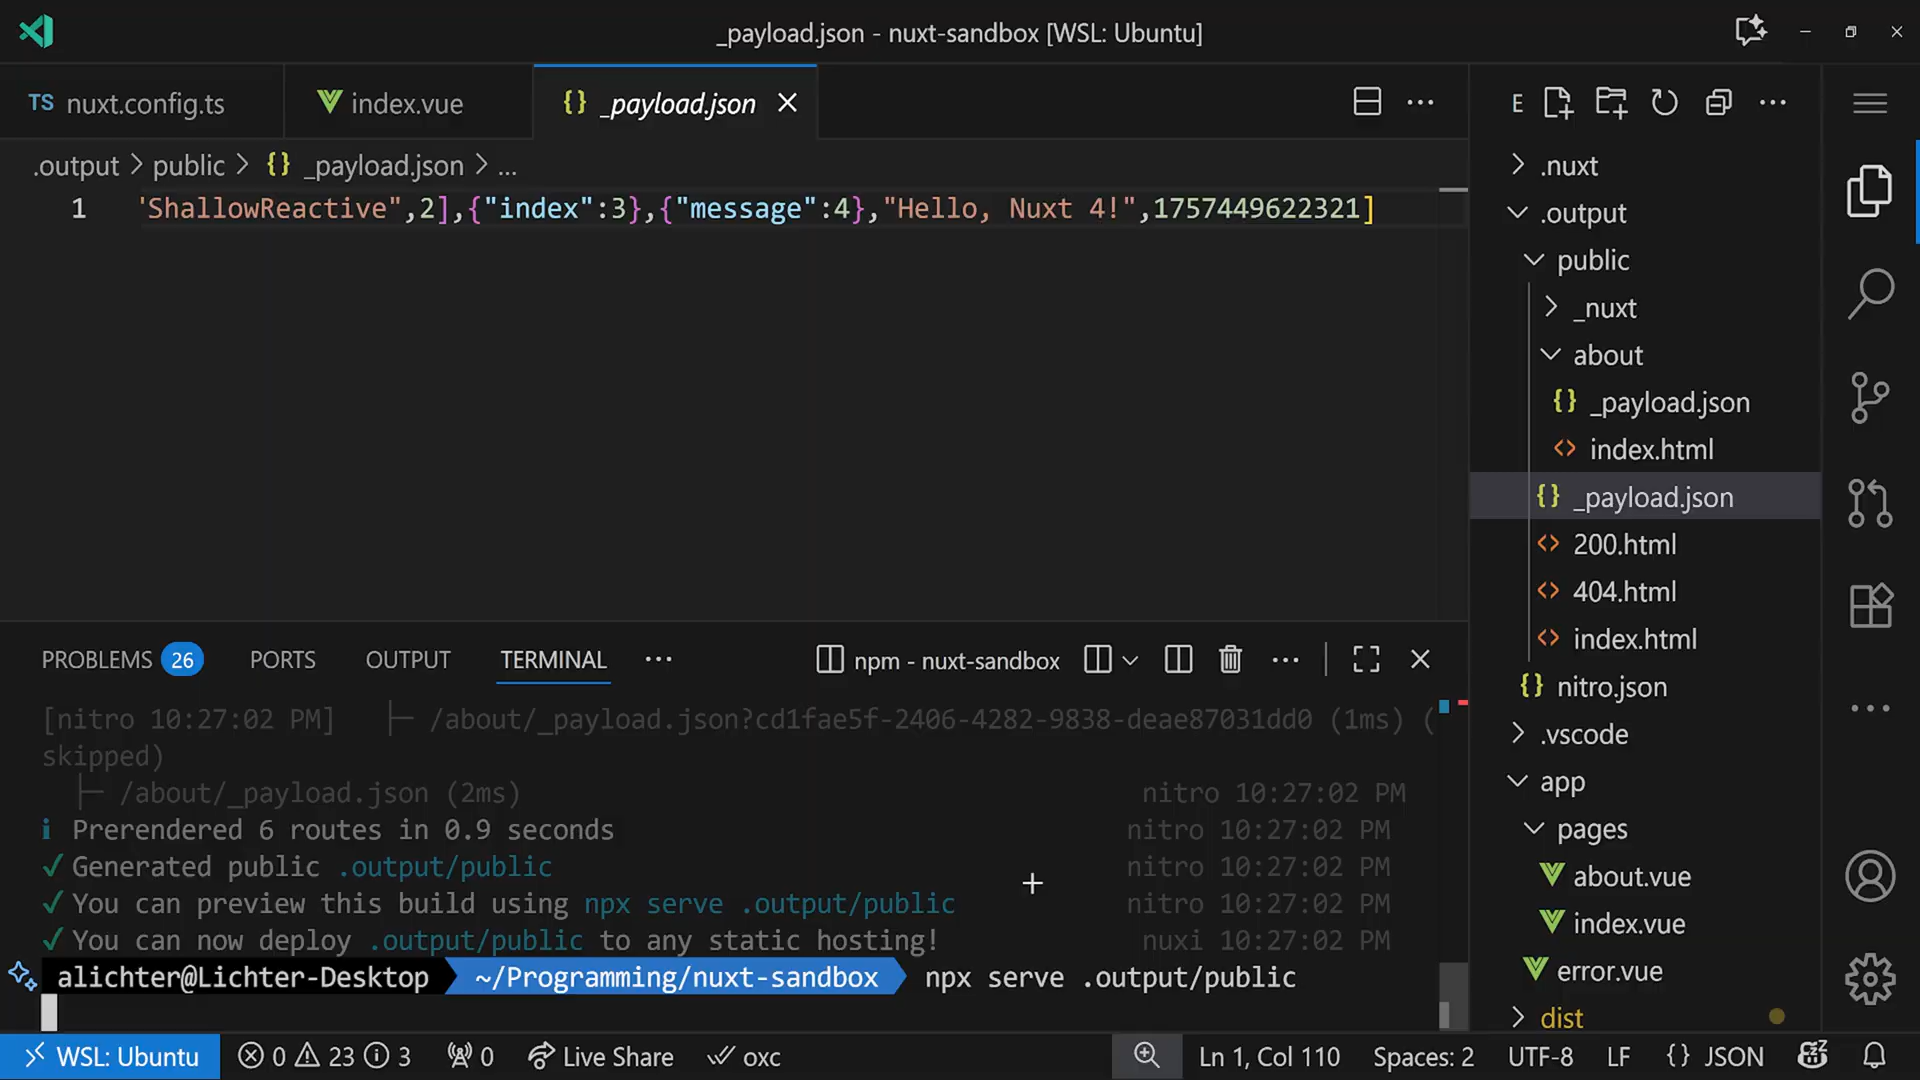 _payload.json - nuxt-sandbox [WSL: Ubuntu]
TS nuxt.config.ts
index.vue
{} _payload.json
E
.output > public > {} _payload.json > ...
1 'ShallowReactive",2],{"index":3},{"message":4},"Hello, Nuxt 4!",1757449622321]
.nuxt
.output
public
_nuxt
about
{} _payload.json
<> index.html
{} _payload.json
<> 200.html
<> 404.html
<> index.html
{} nitro.json
.vscode
app
pages
about.vue
index.vue
error.vue
dist
PROBLEMS 26 PORTS OUTPUT TERMINAL ...
npm - nuxt-sandbox
[nitro 10:27:02 PM] ├─ /about/_payload.json?cd1fae5f-2406-4282-9838-deae87031dd0 (1ms) (
skipped)
├─ /about/_payload.json (2ms) nitro 10:27:02 PM
i Prerendered 6 routes in 0.9 seconds nitro 10:27:02 PM
✓ Generated public .output/public nitro 10:27:02 PM
✓ You can preview this build using npx serve .output/public nitro 10:27:02 PM
✓ You can now deploy .output/public to any static hosting! nuxi 10:27:02 PM
alichter@Lichter-Desktop ~/Programming/nuxt-sandbox npx serve .output/public
WSL: Ubuntu 0 23 3 0 Live Share oxc Ln 1, Col 110 Spaces: 2 UTF-8 LF {} JSON